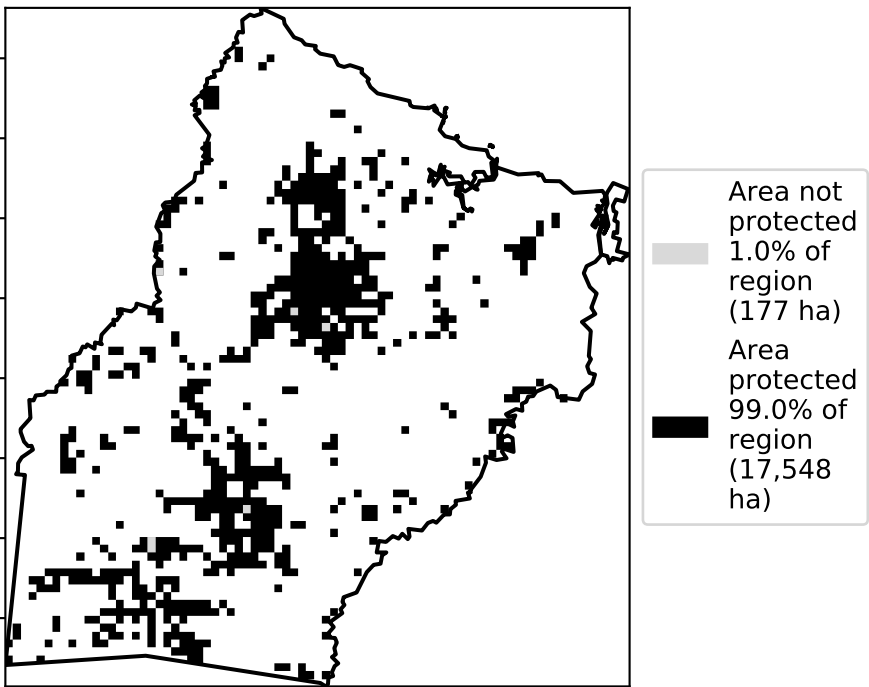 Area not
protected
1.0% of
region
(177 ha)
Area
protected
99.0% of
region
(17,548
ha)